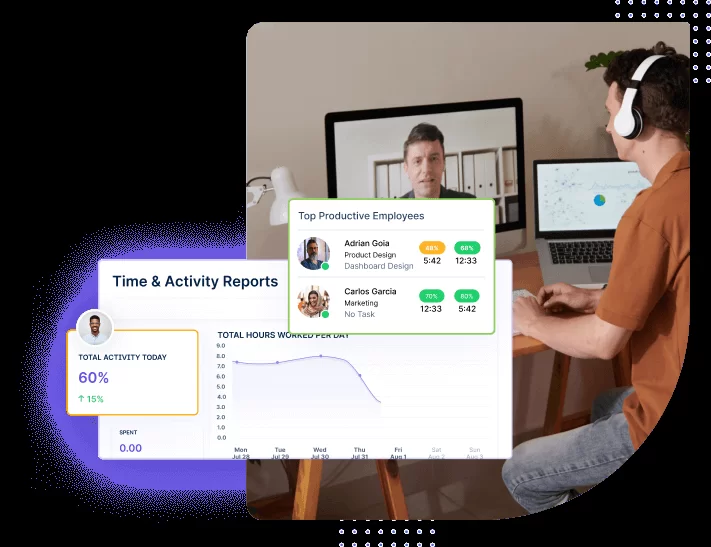 Top Productive Employees
Adrian Goia
Product Design
Dashboard Design
48%
68%
5:42
12:33
Carlos Garcia
Marketing
No Task
70%
80%
12:33
5:42
Time & Activity Reports
TOTAL ACTIVITY TODAY
60%
↑ 15%
SPENT
0.00
TOTAL HOURS WORKED PER DAY
9.0
8.0
7.0
6.0
5.0
4.0
3.0
2.0
1.0
0.0
Mon Tue Wed Thu Fri Sat Sun
Jul 28 Jul 29 Jul 30 Jul 31 Aug 1 Aug 2 Aug 3